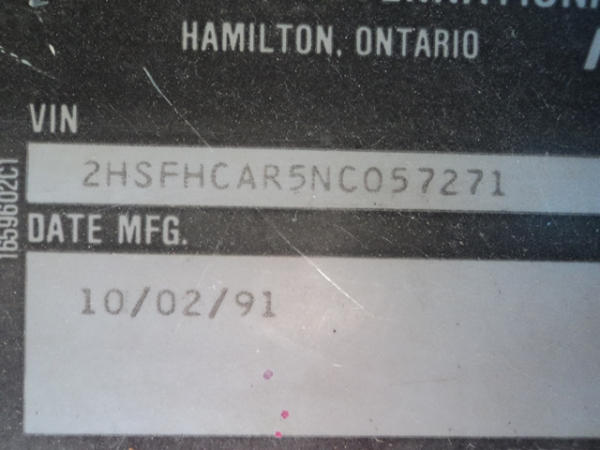 HAMILTON, ONTARIO
VIN
2HSFHCAR5NC057271
1659602C1
DATE MFG.
10/02/91